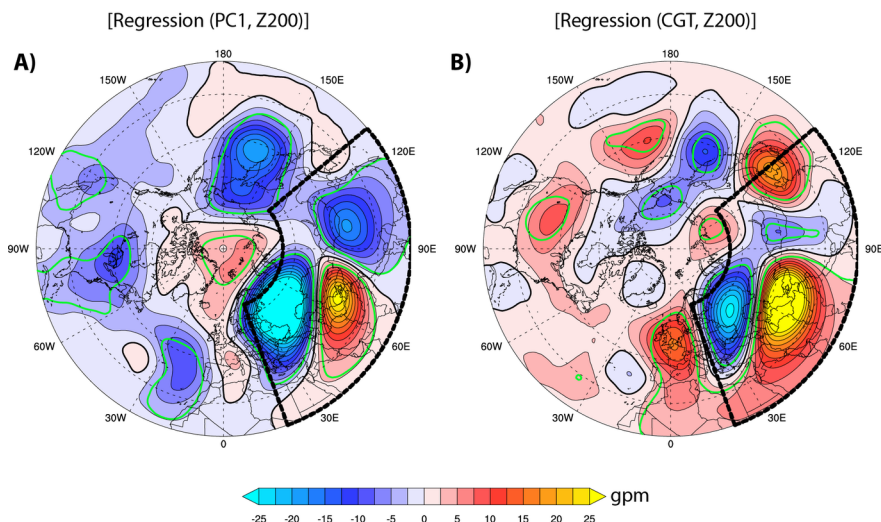 [Regression (PC1, Z200)]
[Regression (CGT, Z200)]
A)
B)
180
150W
150E
120W
120E
90W
90E
60W
60E
30W
30E
0
180
150W
150E
120W
120E
90W
90E
60W
60E
30W
30E
0
gpm
-25 -20 -15 -10 -5 0 5 10 15 20 25